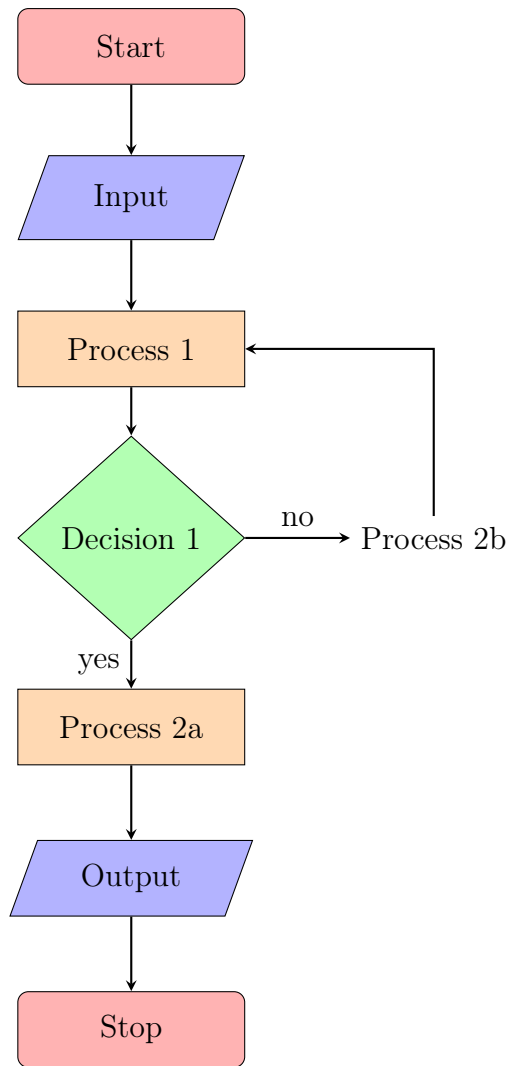 Start
Input
Process 1
Decision 1
no
Process 2b
yes
Process 2a
Output
Stop